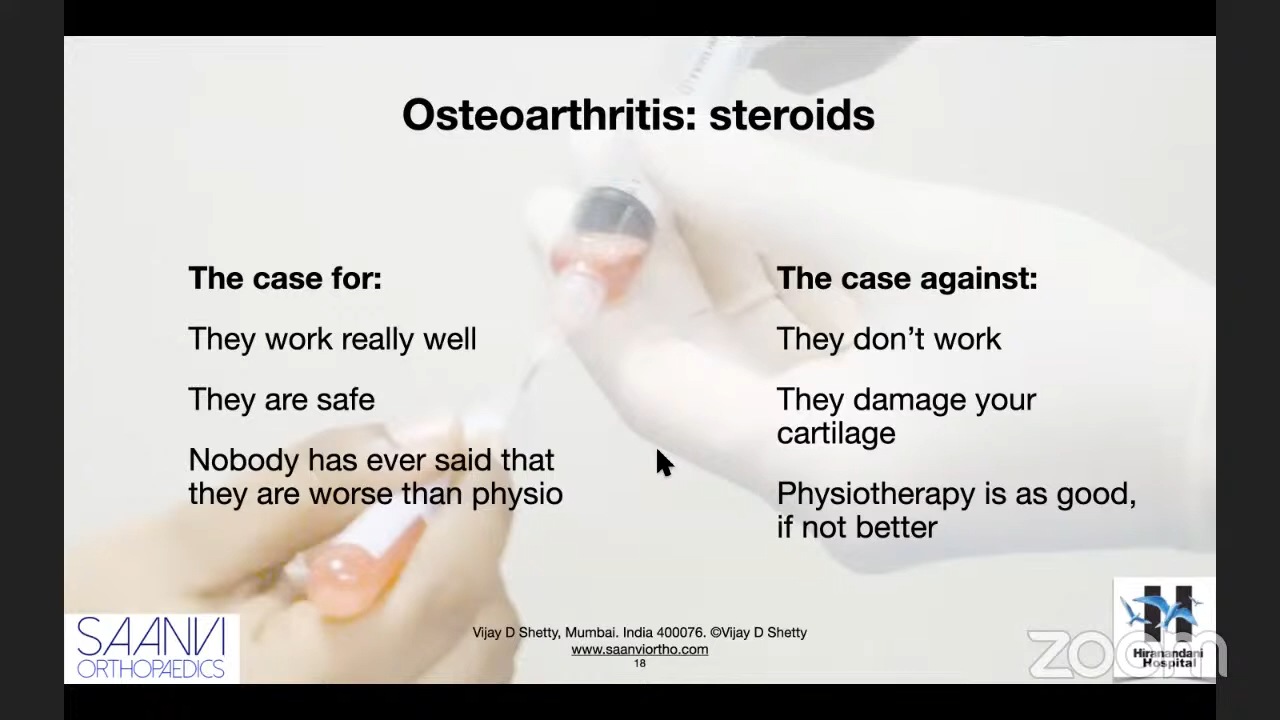 Osteoarthritis: steroids
The case for:
They work really well
They are safe
Nobody has ever said that
they are worse than physio
The case against:
They don’t work
They damage your
cartilage
Physiotherapy is as good,
if not better
SAANVI
ORTHOPAEDICS
Vijay D Shetty, Mumbai. India 400076. ©Vijay D Shetty
www.saanviortho.com
18
H
Hiranandani
Hospital
zoom